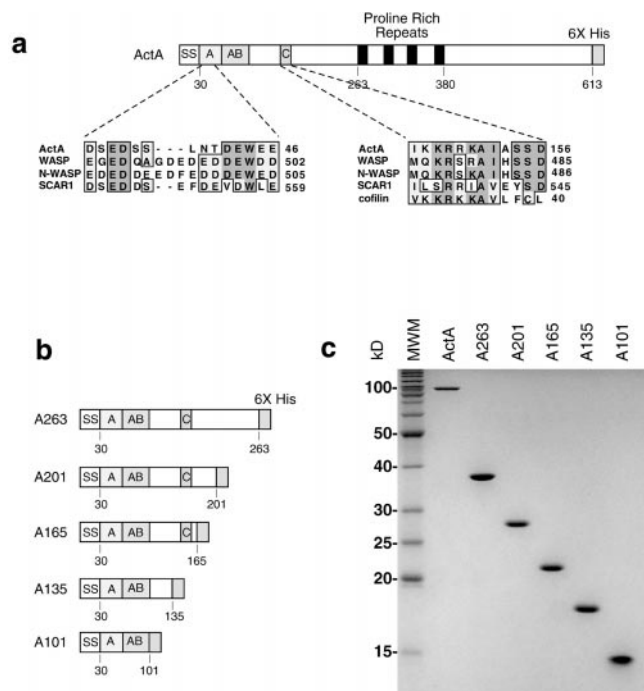 a
Proline Rich
Repeats
6X His
ActA SS A AB C
30 263 380 613
ActA D S E D S S - - - L N T D E W E E 46
WASP E G E D Q A G D E D E D D E W D D 502
N-WASP E D E D D E E D F E D D D E W E D 505
SCAR1 D S E D D S - - E F D E V D W L E 559
ActA I K K R R K A I A S S D 156
WASP M Q K R S R A I H S S D 485
N-WASP M Q K R S K A I H S S D 486
SCAR1 I L S R R I A V E Y S D 545
cofilin V K K R K K A V L F C L 40
b
6X His
A263 SS A AB C
30 263
A201 SS A AB C
30 201
A165 SS A AB C
30 165
A135 SS A AB
30 135
A101 SS A AB
30 101
c
kD MWM ActA A263 A201 A165 A135 A101
100-
50-
40-
30-
25-
20-
15-